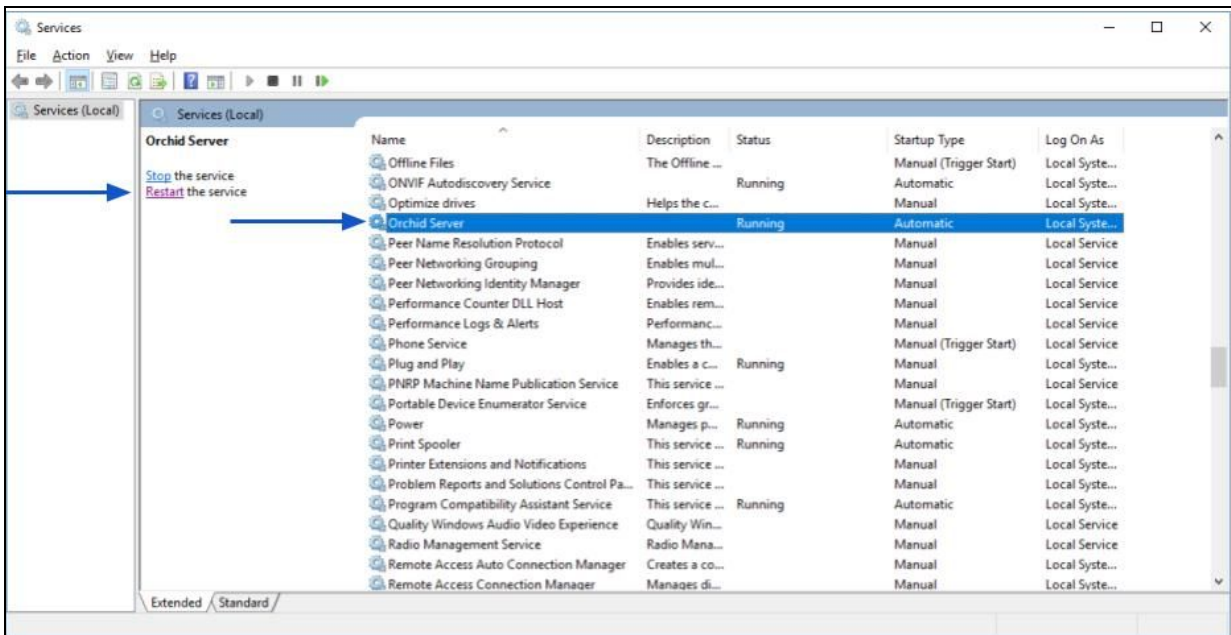 Services
File Action View Help
Services (Local)
Services (Local)
Orchid Server
Stop the service
Restart the service
Name Description Status Startup Type Log On As
Offline Files The Offline ... Manual (Trigger Start) Local Syste...
ONVIF Autodiscovery Service Running Automatic Local Syste...
Optimize drives Helps the c... Manual Local Syste...
Orchid Server Running Automatic Local Syste...
Peer Name Resolution Protocol Enables serv... Manual Local Service
Peer Networking Grouping Enables mul... Manual Local Service
Peer Networking Identity Manager Provides ide... Manual Local Service
Performance Counter DLL Host Enables rem... Manual Local Service
Performance Logs & Alerts Performanc... Manual Local Service
Phone Service Manages th... Manual (Trigger Start) Local Service
Plug and Play Enables a c... Running Manual Local Syste...
PNRP Machine Name Publication Service This service ... Manual Local Service
Portable Device Enumerator Service Enforces gr... Manual (Trigger Start) Local Syste...
Power Manages p... Running Automatic Local Syste...
Print Spooler This service ... Running Automatic Local Syste...
Printer Extensions and Notifications This service ... Manual Local Syste...
Problem Reports and Solutions Control Pa... This service ... Manual Local Syste...
Program Compatibility Assistant Service This service ... Running Automatic Local Syste...
Quality Windows Audio Video Experience Quality Win... Manual Local Service
Radio Management Service Radio Mana... Manual Local Service
Remote Access Auto Connection Manager Creates a co... Manual Local Syste...
Remote Access Connection Manager Manages di... Manual Local Syste...
Extended Standard